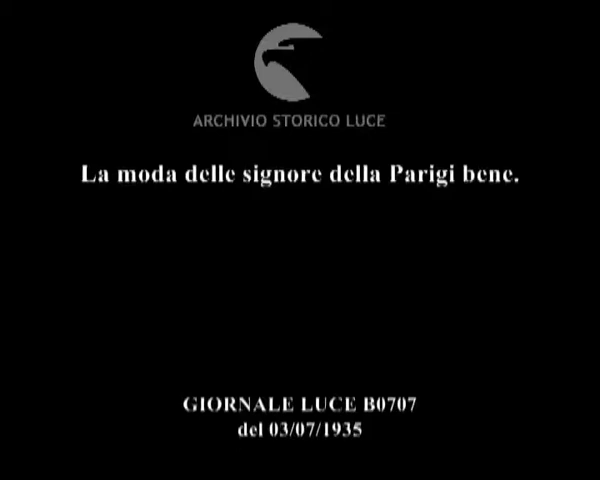 ARCHIVIO STORICO LUCE
La moda delle signore della Parigi bene.
GIORNALE LUCE B0707
del 03/07/1935